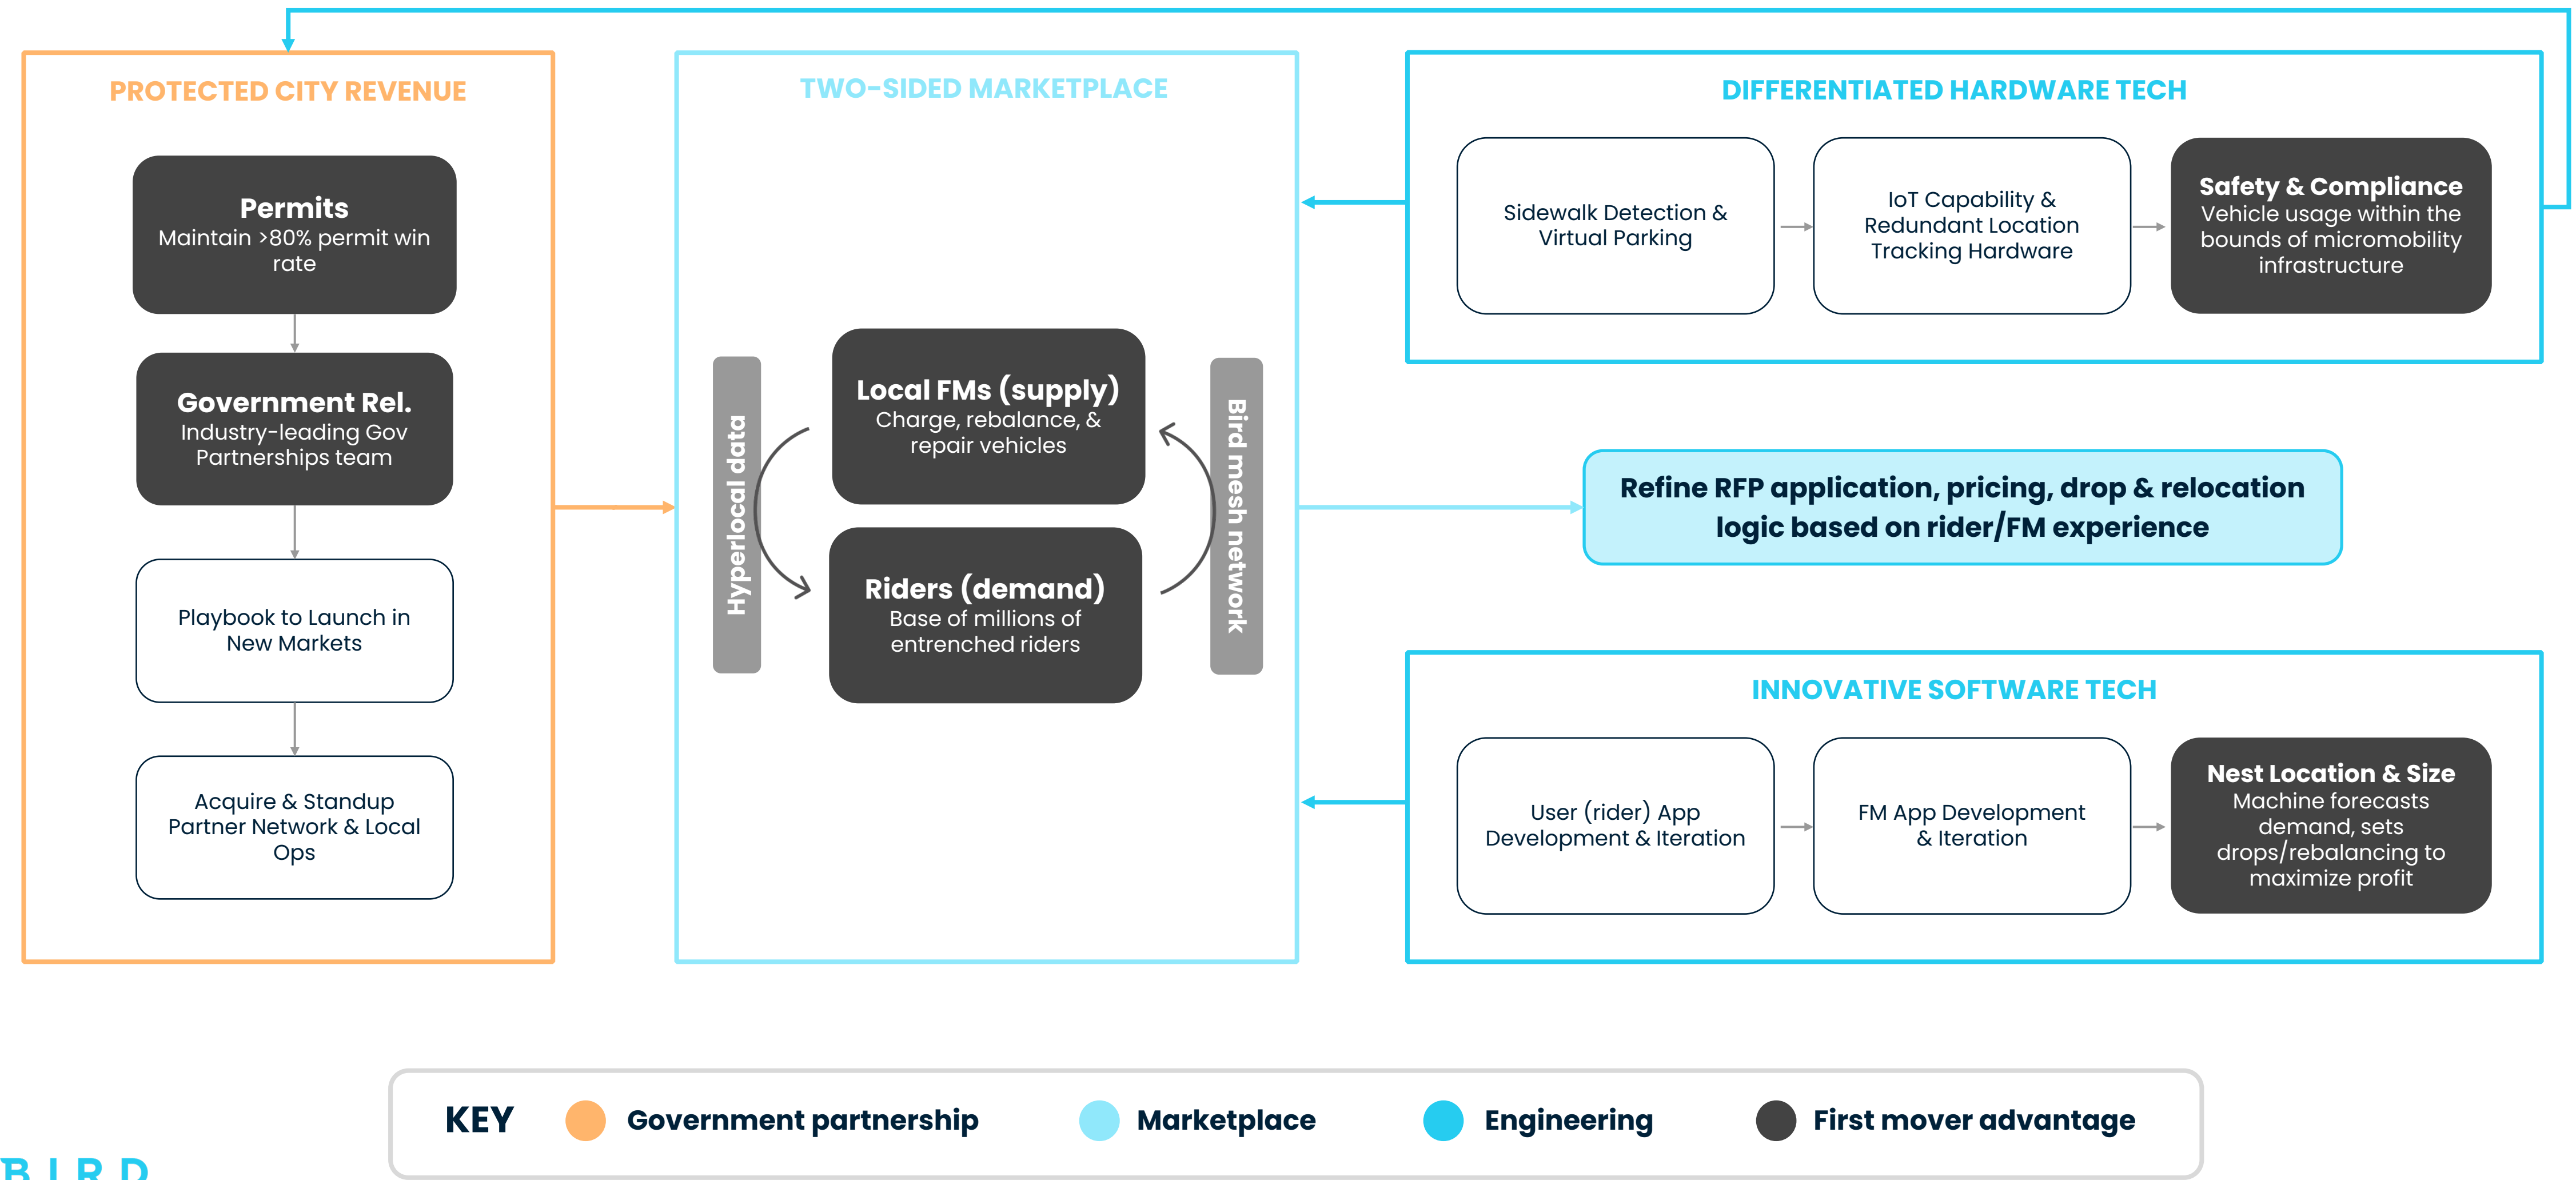 PROTECTED CITY REVENUE
Permits
Maintain >80% permit win
rate
Government Rel.
Industry-leading Gov
Partnerships team
Playbook to Launch in
New Markets
Acquire & Standup
Partner Network & Local
Ops
TWO-SIDED MARKETPLACE
Hyperlocal data
Local FMs (supply)
Charge, rebalance, &
repair vehicles
Riders (demand)
Base of millions of
entrenched riders
Bird mesh network
DIFFERENTIATED HARDWARE TECH
Sidewalk Detection &
Virtual Parking
IoT Capability &
Redundant Location
Tracking Hardware
Safety & Compliance
Vehicle usage within the
bounds of micromobility
infrastructure
Refine RFP application, pricing, drop & relocation
logic based on rider/FM experience
INNOVATIVE SOFTWARE TECH
User (rider) App
Development & Iteration
FM App Development
& Iteration
Nest Location & Size
Machine forecasts
demand, sets
drops/rebalancing to
maximize profit
KEY
Government partnership
Marketplace
Engineering
First mover advantage
BIRD